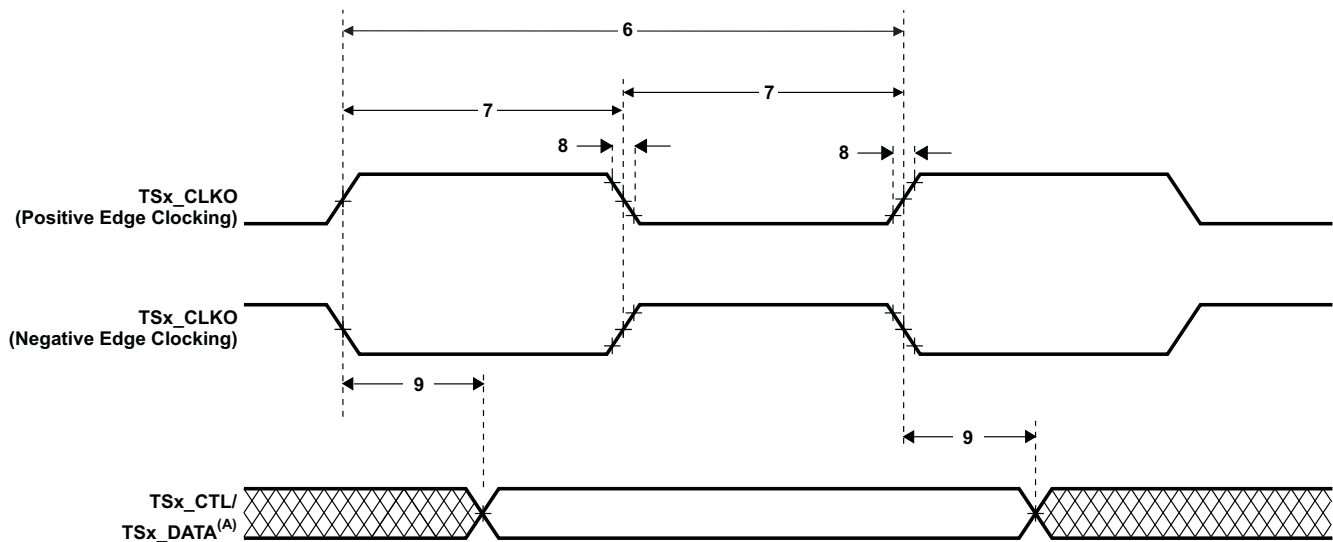 6
7
7
8
8
TSx_CLKO
(Positive Edge Clocking)
TSx_CLKO
(Negative Edge Clocking)
9
9
TSx_CTL/
TSx_DATA(A)